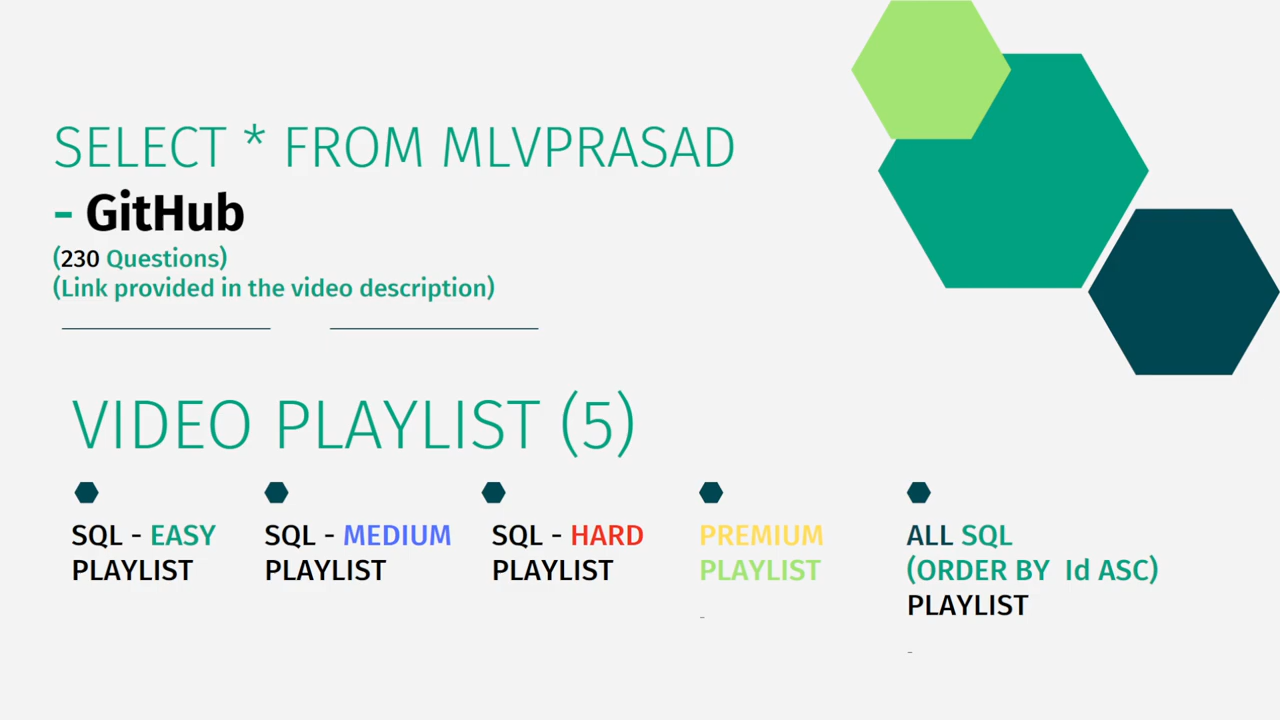 SELECT * FROM MLVPRASAD
- GitHub
(230 Questions)
(Link provided in the video description)
VIDEO PLAYLIST (5)
SQL - EASY
PLAYLIST
SQL - MEDIUM
PLAYLIST
SQL - HARD
PLAYLIST
PREMIUM
PLAYLIST
-
ALL SQL
(ORDER BY Id ASC)
PLAYLIST
-